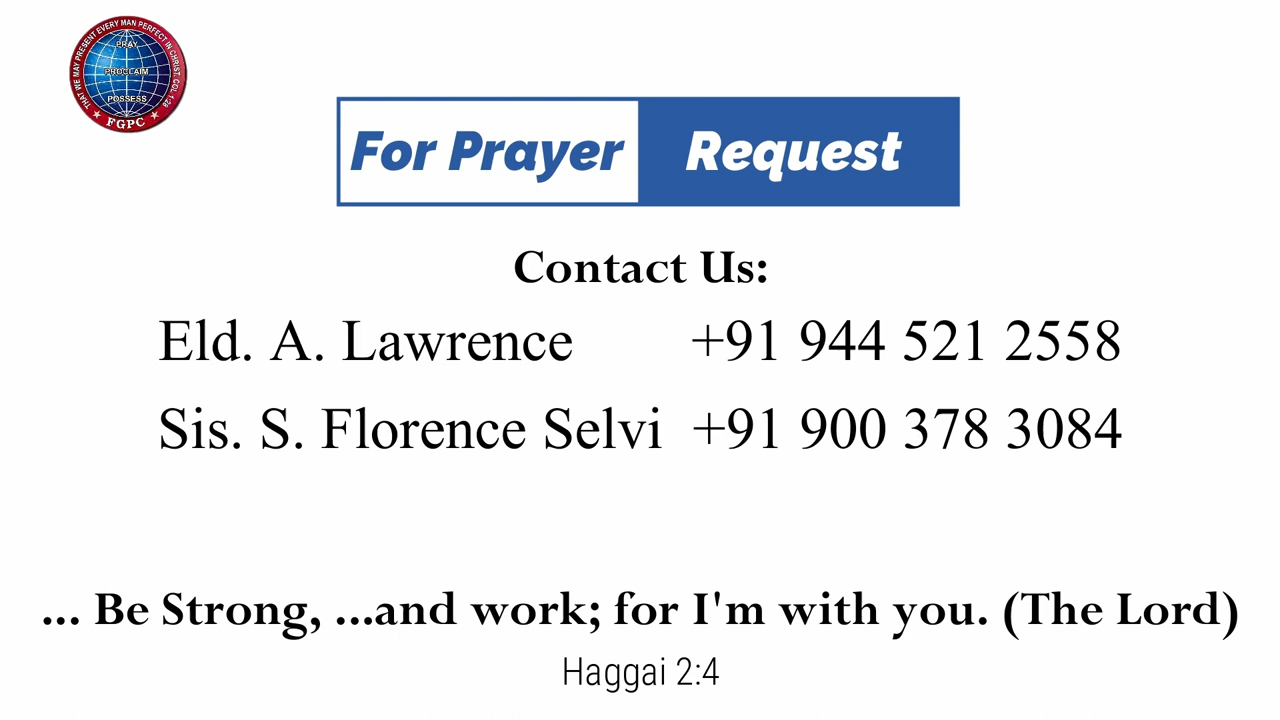 THAT WE MAY PRESENT EVERY MAN PERFECT IN CHRIST. COL 1:28
PRAY
PROCLAIM
POSSESS
★ FGPC ★
For Prayer Request
Contact Us:
Eld. A. Lawrence +91 944 521 2558
Sis. S. Florence Selvi +91 900 378 3084
... Be Strong, ...and work; for I'm with you. (The Lord)
Haggai 2:4